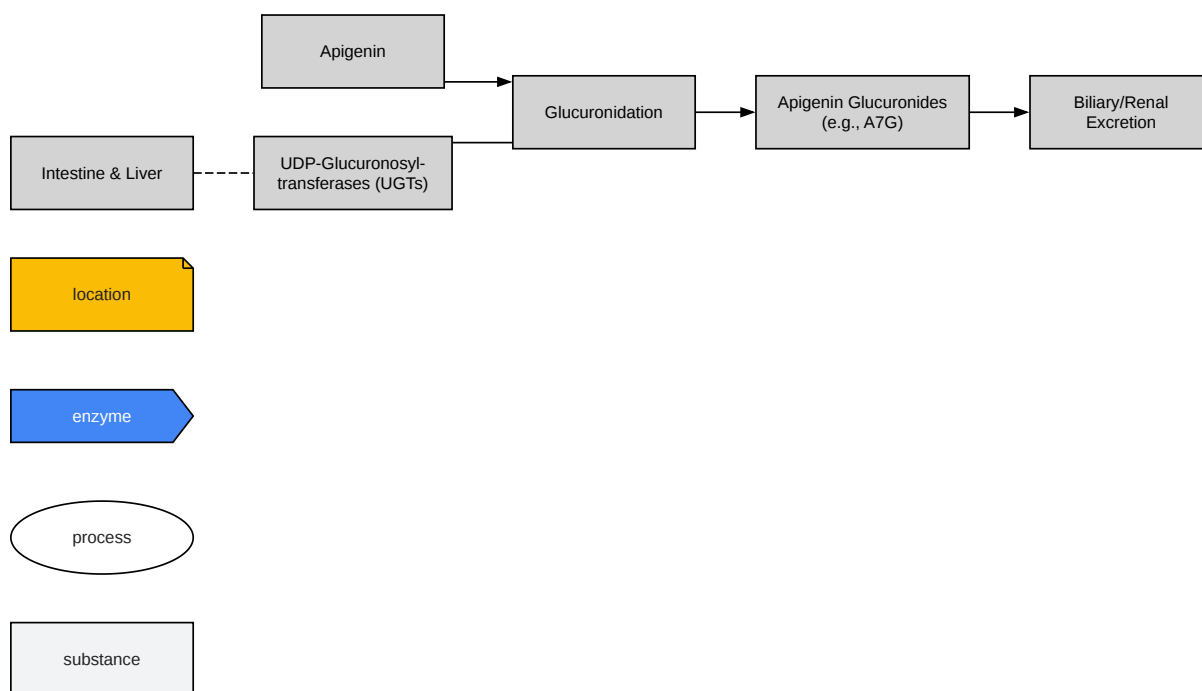 Apigenin
Glucuronidation
Apigenin Glucuronides
(e.g., A7G)
Biliary/Renal
Excretion
Intestine & Liver
UDP-Glucuronosyl-
transferases (UGTs)
location
enzyme
process
substance